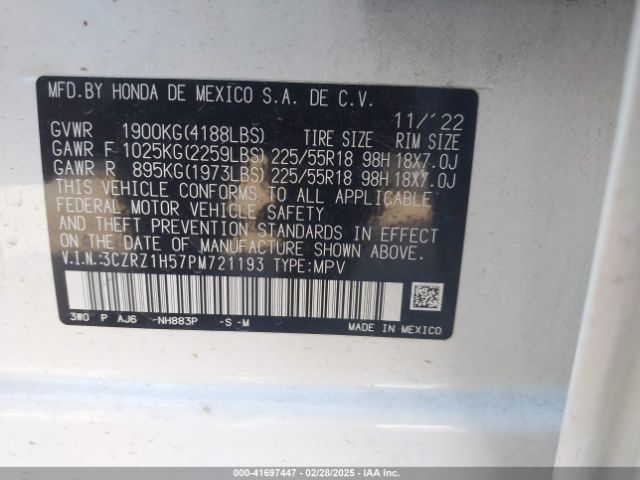 MFD.BY HONDA DE MEXICO S.A. DE C.V.
11/'22
GVWR 1900KG(4188LBS) TIRE SIZE RIM SIZE
GAWR F 1025KG(2259LBS) 225/55R18 98H 18X7.0J
GAWR R 895KG(1973LBS) 225/55R18 98H 18X7.0J
THIS VEHICLE CONFORMS TO ALL APPLICABLE
FEDERAL MOTOR VEHICLE SAFETY
AND THEFT PREVENTION STANDARDS IN EFFECT
ON THE DATE OF MANUFACTURE SHOWN ABOVE.
V.I.N.:3CZRZ1H57PM721193 TYPE:MPV
3W0 P AJ6 -NH883P -S -M
MADE IN MEXICO
00-41697447 | 02/28/2025 | IAA Inc.